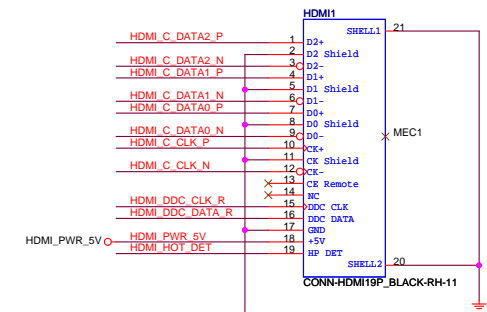 HDMI1
SHELL1 21
HDMI_C_DATA2_P 1 D2+
2 D2 Shield
HDMI_C_DATA2_N 3 D2-
HDMI_C_DATA1_P 4 D1+
5 D1 Shield
HDMI_C_DATA1_N 6 D1-
HDMI_C_DATA0_P 7 D0+
8 D0 Shield
MEC1
HDMI_C_DATA0_N 9 D0-
HDMI_C_CLK_P 10 CK+
11 CK Shield
HDMI_C_CLK_N 12 CK-
13 CE Remote
14 NC
HDMI_DDC_CLK_R 15 DDC CLK
HDMI_DDC_DATA_R 16 DDC DATA
17 GND
HDMI_PWR_5V HDMI_PWR_5V 18 +5V
HDMI_HOT_DET 19 HP DET
SHELL2 20
CONN-HDMI19P_BLACK-RH-11